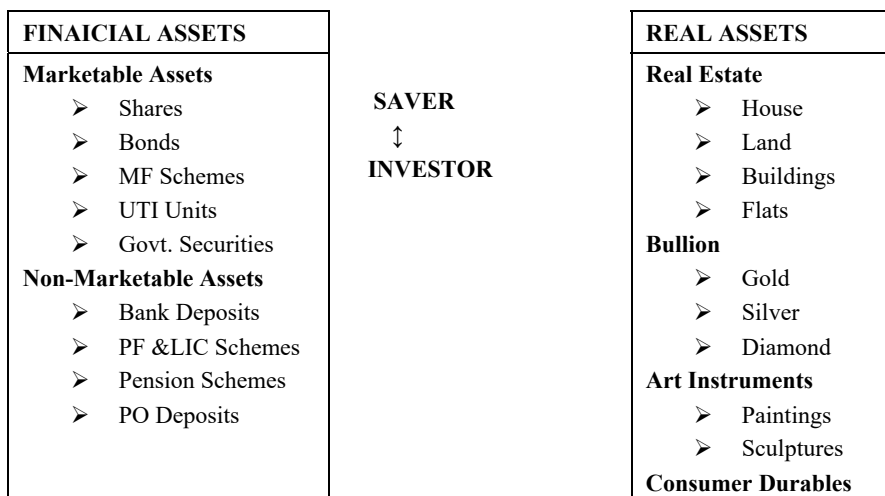 FINAICIAL ASSETS
Marketable Assets
➢ Shares
➢ Bonds
➢ MF Schemes
➢ UTI Units
➢ Govt. Securities
Non-Marketable Assets
➢ Bank Deposits
➢ PF &LIC Schemes
➢ Pension Schemes
➢ PO Deposits
SAVER
↕
INVESTOR
REAL ASSETS
Real Estate
➢ House
➢ Land
➢ Buildings
➢ Flats
Bullion
➢ Gold
➢ Silver
➢ Diamond
Art Instruments
➢ Paintings
➢ Sculptures
Consumer Durables